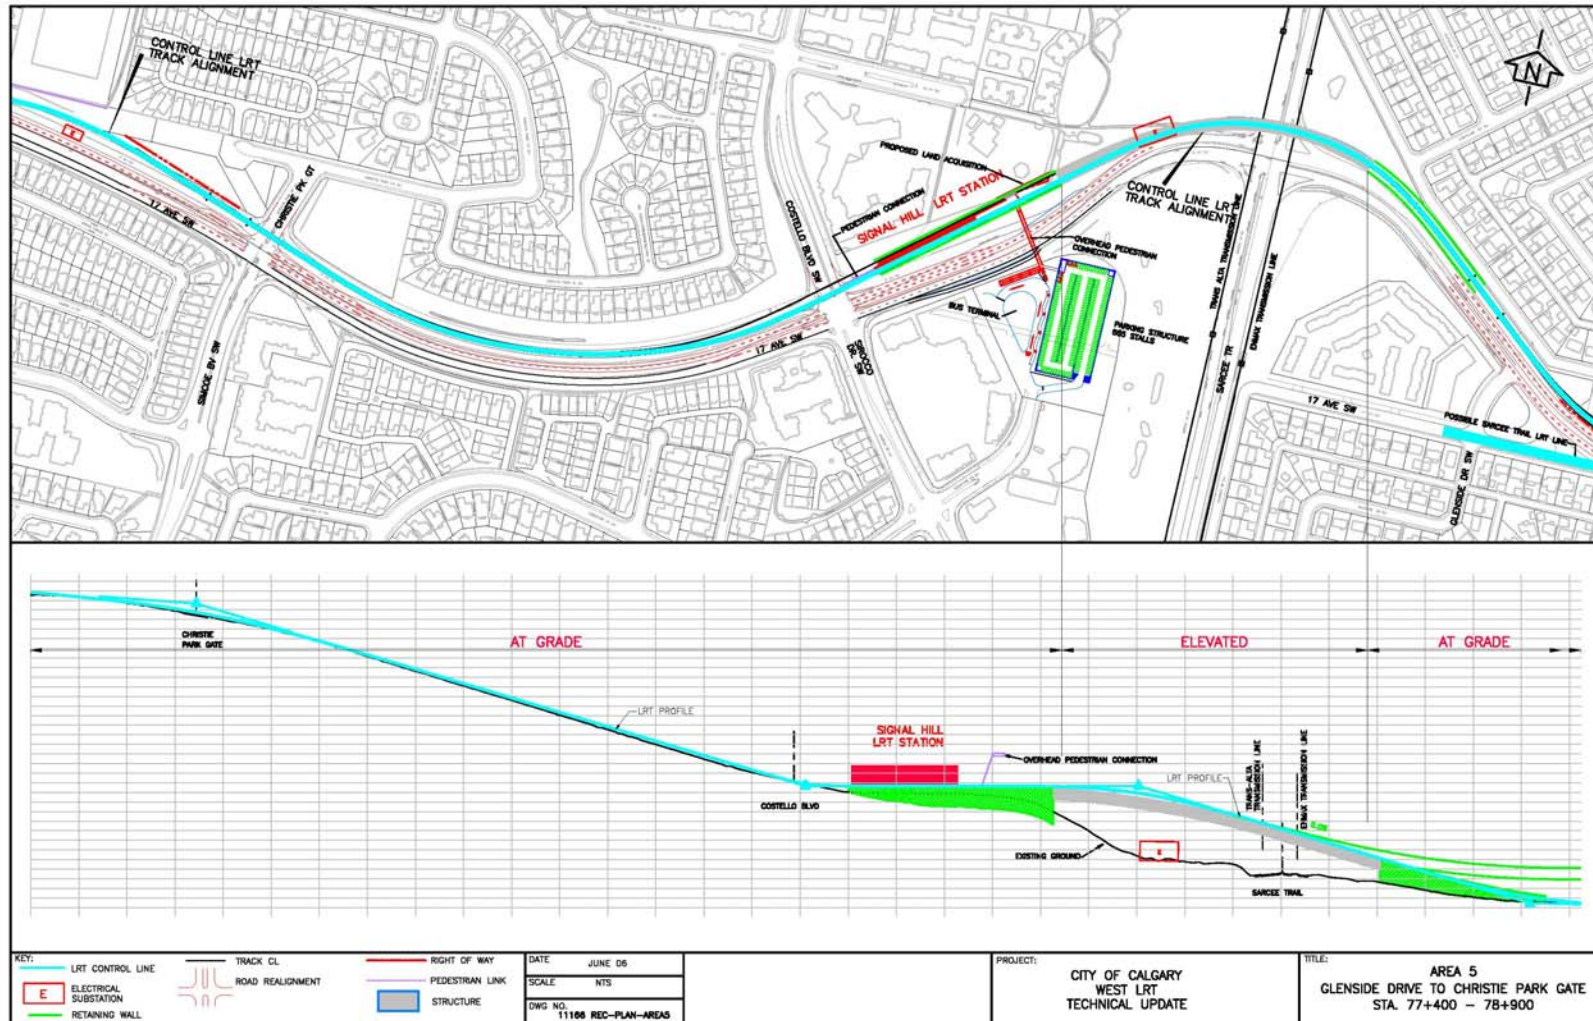 CONTROL LINE LRT
TRACK ALIGNMENT
N
E
E
PROPOSED LAND ACQUISITION
PEDESTRIAN CONNECTION
SIGNAL HILL LRT STATION
CONTROL LINE LRT
TRACK ALIGNMENT
CHRISTIE PK GT
17 AVE SW
COSTELLO BLVD SW
OVERHEAD PEDESTRIAN
CONNECTION
TRANS ALTA TRANSMISSION LINE
ENMAX TRANSMISSION LINE
BUS TERMINAL
PARKING STRUCTURE
SIMCOE BV SW
17 AVE SW
SIROCCO
DR. SW
SARCEE TR
17 AVE SW
POSSIBLE SARCEE TRAIL LRT LINE
GLENSIDE DR SW
CHRISTIE
PARK GATE
AT GRADE
ELEVATED
AT GRADE
LRT PROFILE
SIGNAL HILL
LRT STATION
OVERHEAD PEDESTRIAN CONNECTION
LRT PROFILE
TRANS-ALTA
TRANSMISSION LINE
ENMAX TRANSMISSION LINE
COSTELLO BLVD
EXISTING GROUND
E
SARCEE TRAIL
KEY:
LRT CONTROL LINE
E
ELECTRICAL
SUBSTATION
RETAINING WALL
TRACK CL
ROAD REALIGNMENT
RIGHT OF WAY
PEDESTRIAN LINK
STRUCTURE
DATE JUNE 06
SCALE NTS
DWG NO.
11166 REC-PLAN-AREA5
PROJECT:
CITY OF CALGARY
WEST LRT
TECHNICAL UPDATE
TITLE:
AREA 5
GLENSIDE DRIVE TO CHRISTIE PARK GATE
STA. 77+400 - 78+900